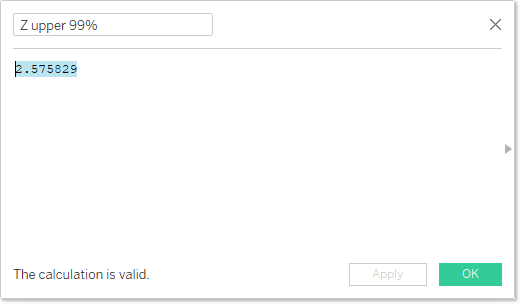 Z upper 99%
2.575829
The calculation is valid.
Apply
OK